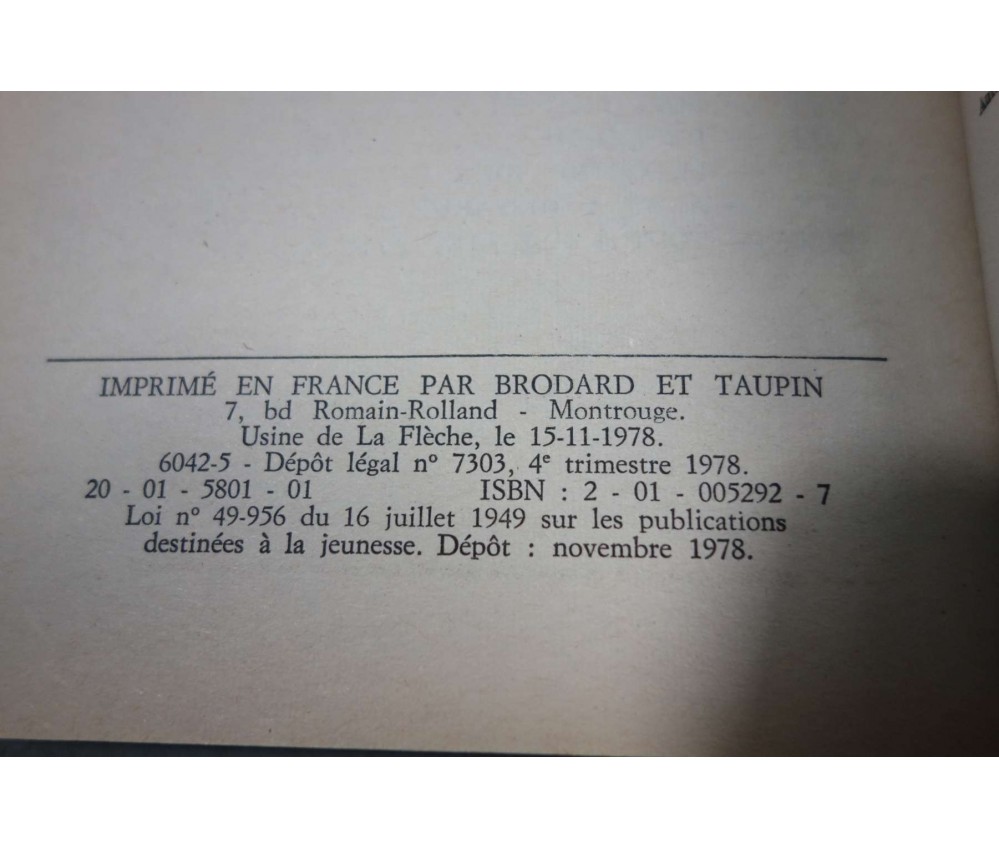 IMPRIMÉ EN FRANCE PAR BRODARD ET TAUPIN
7, bd Romain-Rolland - Montrouge.
Usine de La Flèche, le 15-11-1978.
6042-5 - Dépôt légal nº 7303, 4e trimestre 1978.
20 - 01 - 5801 - 01 ISBN : 2 - 01 - 005292 - 7
Loi nº 49-956 du 16 juillet 1949 sur les publications
destinées à la jeunesse. Dépôt : novembre 1978.